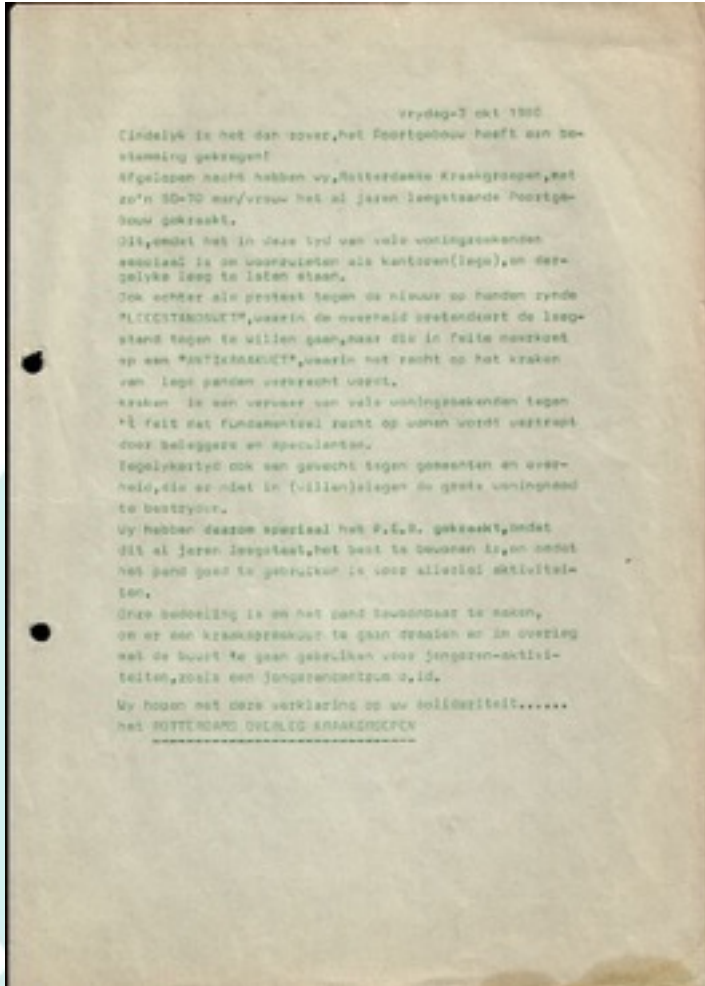 vrydag-3 okt 1980
Eindelyk is het dan zover,het Poortgebouw heeft een be-
stemming gekregen!
Afgelopen nacht hebben wy,Rotterdamse Kraakgroepen,met
zo'n 50-70 man/vrouw het al jaren leegstaande Poortge-
bouw gekraakt.
Dit,omdat het in deze tyd van vele woningzoekenden
asociaal is om woonruimten als kantoren(lege),en der-
gelyke leeg te laten staan.
Ook echter als protest tegen de nieuwe op handen zynde
"LEEGSTANDSWET",waarin de overheid pretendeert de leeg-
stand tegen te willen gaan,maar die in feite neerkomt
op een "ANTIKRAAKWET",waarin het recht op het kraken
van lege panden verkracht wordt.
Kraken is een verweer van vele woningzoekenden tegen
't feit dat fundamenteel recht op wonen wordt vertrapt
door beleggers en speculanten.
Tegelykertyd ook een gevecht tegen gemeenten en over-
heid,die er niet in (willen)slagen de grote woningnood
te bestryden.
Wy hebben daarom speciaal het gekraakt,omdat
dit al jaren leegstaat,het best te bewonen is,en omdat
het pand goed te gebruiken is voor allerlei aktivitei-
ten.
Onze bedoeling is om het pand bewoonbaar te maken,
om er een kraakspreekuur te gaan draaien en in overleg
met de buurt te gaan gebruiken voor jongeren-aktivi-
teiten,zoals een jongerencentrum o.id.
Wy hopen met deze verklaring op uw solidariteit......
het ROTTERDAMS OVERLEG KRAAKGROEPEN